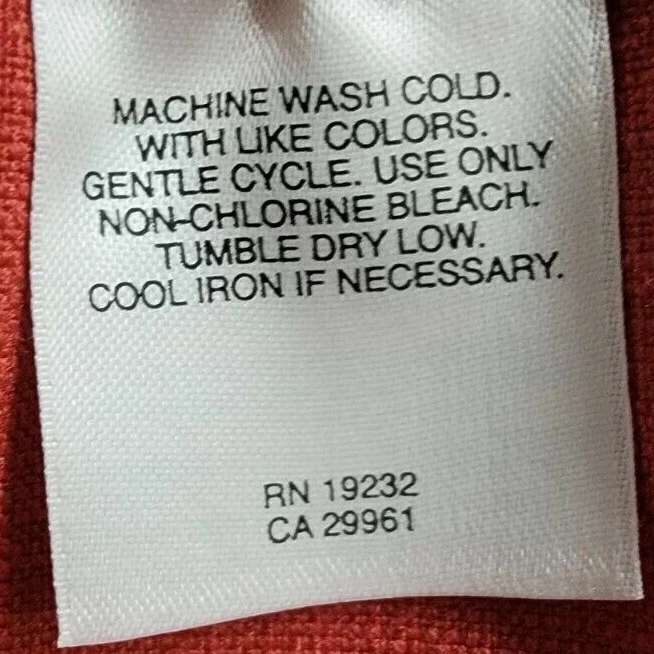 MACHINE WASH COLD.
WITH LIKE COLORS.
GENTLE CYCLE. USE ONLY
NON-CHLORINE BLEACH.
TUMBLE DRY LOW.
COOL IRON IF NECESSARY.
RN 19232
CA 29961